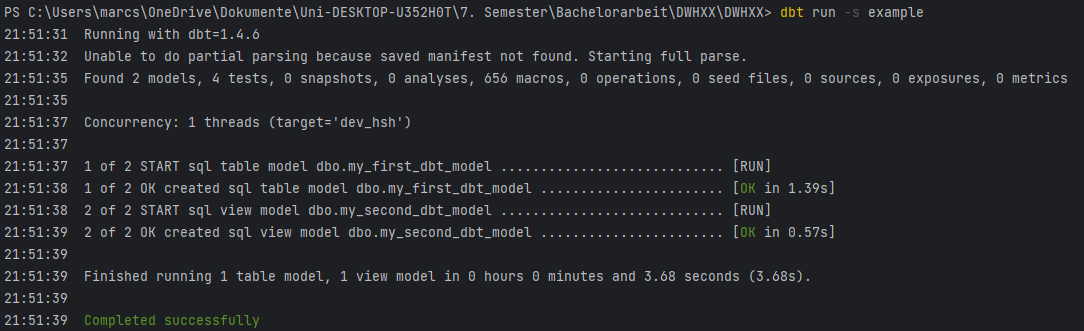 PS C:\Users\marcs\OneDrive\Dokumente\Uni-DESKTOP-U352HOT\7. Semester\Bachelorarbeit\DWHXX\DWHXX> dbt run -s example
21:51:31  Running with dbt=1.4.6
21:51:32  Unable to do partial parsing because saved manifest not found. Starting full parse.
21:51:35  Found 2 models, 4 tests, 0 snapshots, 0 analyses, 656 macros, 0 operations, 0 seed files, 0 sources, 0 exposures, 0 metrics
21:51:35
21:51:37  Concurrency: 1 threads (target='dev_hsh')
21:51:37
21:51:37  1 of 2 START sql table model dbo.my_first_dbt_model ............................ [RUN]
21:51:38  1 of 2 OK created sql table model dbo.my_first_dbt_model ....................... [OK in 1.39s]
21:51:38  2 of 2 START sql view model dbo.my_second_dbt_model ............................ [RUN]
21:51:39  2 of 2 OK created sql view model dbo.my_second_dbt_model ....................... [OK in 0.57s]
21:51:39
21:51:39  Finished running 1 table model, 1 view model in 0 hours 0 minutes and 3.68 seconds (3.68s).
21:51:39
21:51:39  Completed successfully